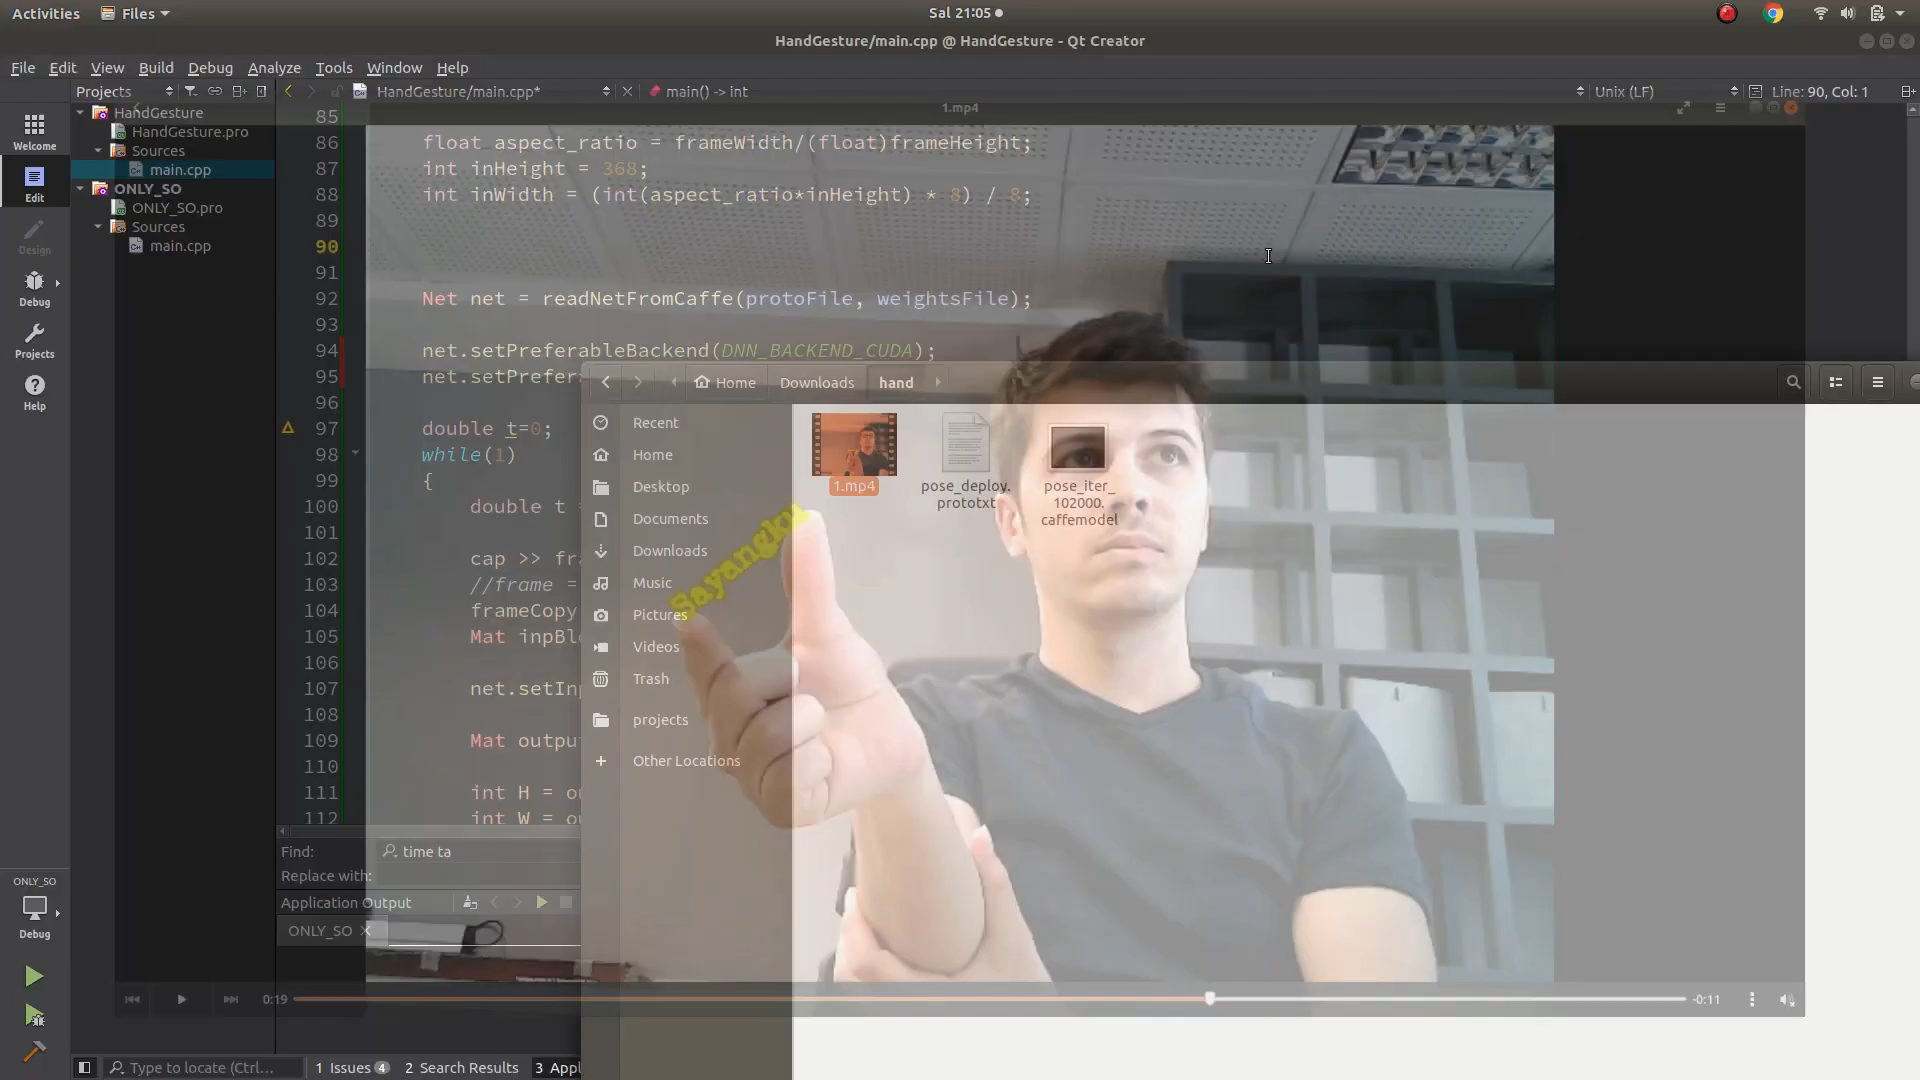 Activities Files Sal 21:05
HandGesture/main.cpp @ HandGesture - Qt Creator
File Edit View Build Debug Analyze Tools Window Help
Projects HandGesture/main.cpp* main() -> int Unix (LF) Line: 90, Col: 1
1.mp4
Welcome
Edit
Design
Debug
Projects
Help
HandGesture
HandGesture.pro
Sources
main.cpp
ONLY_SO
ONLY_SO.pro
Sources
main.cpp
85
86 float aspect_ratio = frameWidth/(float)frameHeight;
87 int inHeight = 368;
88 int inWidth = (int(aspect_ratio*inHeight) * 8) / 8;
89
90
91
92 Net net = readNetFromCaffe(protoFile, weightsFile);
93
94 net.setPreferableBackend(DNN_BACKEND_CUDA);
95 net.setPrefer
96
97 double t=0;
98 while(1)
99 {
100 double t
101
102 cap >> fr
103 //frame =
104 frameCopy
105 Mat inpBl
106
107 net.setIn
108
109 Mat outpu
110
111 int H = o
112 int W = o
Home Downloads hand
Recent
Home
Desktop
Documents
Downloads
Music
Pictures
Videos
Trash
projects
Other Locations
1.mp4
pose_deploy.
prototxt
pose_iter_
102000.
caffemodel
Sayangku
Find: time ta
Replace with:
Application Output
ONLY_SO
ONLY_SO
Debug
0:19 -0:11
Type to locate (Ctrl... 1 Issues 4 2 Search Results 3 Appl